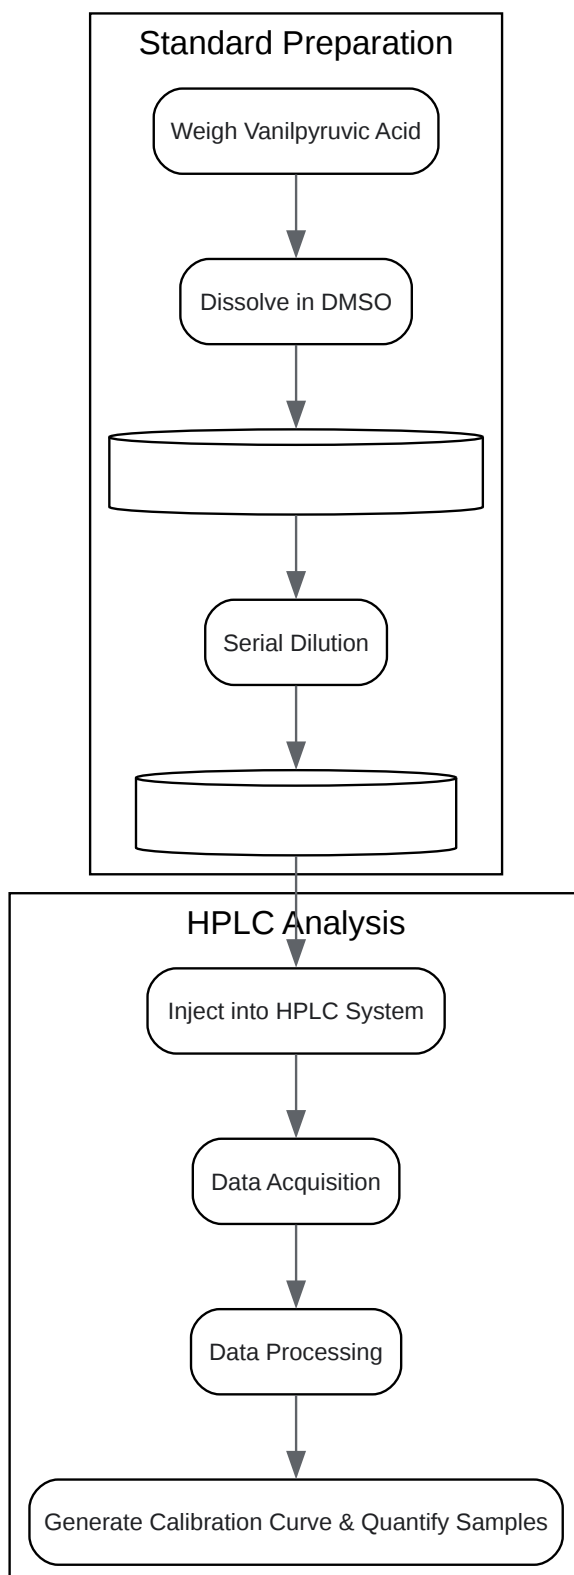 Standard Preparation
Weigh Vanilpyruvic Acid
Dissolve in DMSO
Serial Dilution
HPLC Analysis
Inject into HPLC System
Data Acquisition
Data Processing
Generate Calibration Curve & Quantify Samples